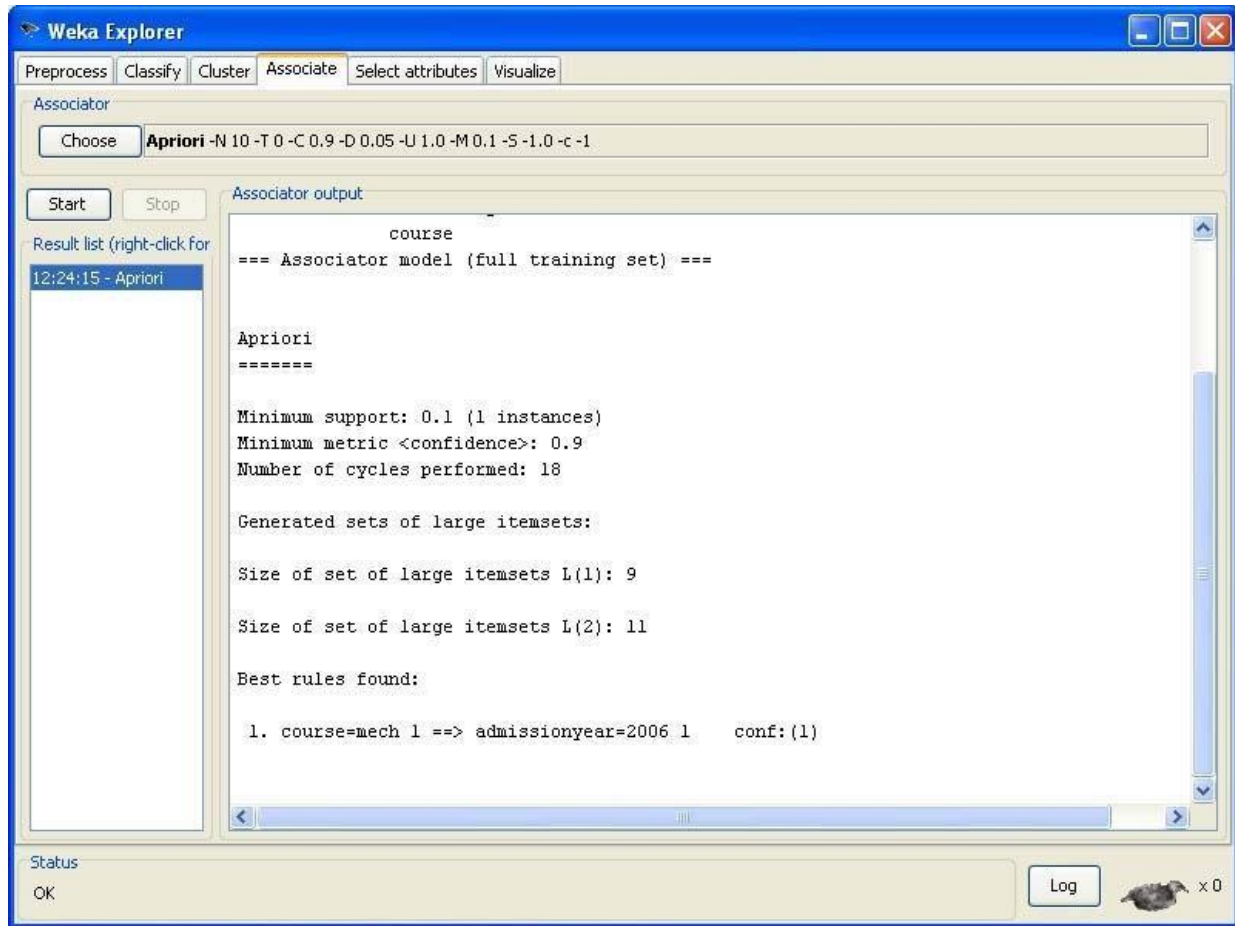 Weka Explorer
Preprocess Classify Cluster Associate Select attributes Visualize
Associator
Choose Apriori -N 10 -T 0 -C 0.9 -D 0.05 -U 1.0 -M 0.1 -S -1.0 -c -1
Start Stop
Result list (right-click for
12:24:15 - Apriori
Associator output
course
=== Associator model (full training set) ===
Apriori
=======
Minimum support: 0.1 (1 instances)
Minimum metric <confidence>: 0.9
Number of cycles performed: 18
Generated sets of large itemsets:
Size of set of large itemsets L(1): 9
Size of set of large itemsets L(2): 11
Best rules found:
1. course=mech 1 ==> admissionyear=2006 1 conf:(1)
Status
OK
Log
x 0